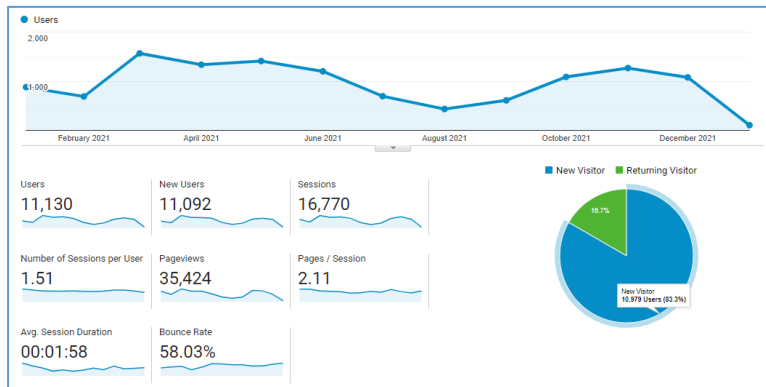 Users
2,000
1,000
February 2021 April 2021 June 2021 August 2021 October 2021 December 2021
New Visitor Returning Visitor
Users New Users Sessions
11,130 11,092 16,770
Number of Sessions per User Pageviews Pages / Session
1.51 35,424 2.11
Avg. Session Duration Bounce Rate
00:01:58 58.03%
16.7%
New Visitor
10,979 Users (83.3%)